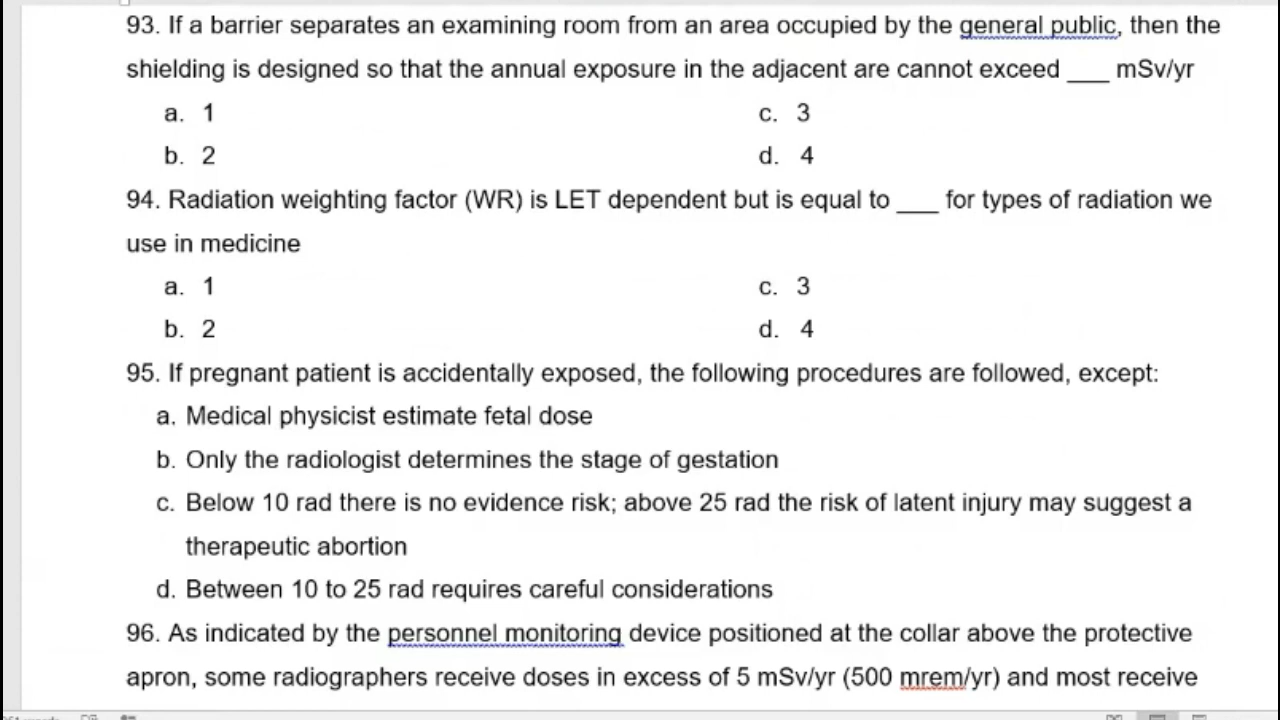 93. If a barrier separates an examining room from an area occupied by the general public, then the
shielding is designed so that the annual exposure in the adjacent are cannot exceed ___ mSv/yr
a. 1
c. 3
b. 2
d. 4
94. Radiation weighting factor (WR) is LET dependent but is equal to ___ for types of radiation we
use in medicine
a. 1
c. 3
b. 2
d. 4
95. If pregnant patient is accidentally exposed, the following procedures are followed, except:
a. Medical physicist estimate fetal dose
b. Only the radiologist determines the stage of gestation
c. Below 10 rad there is no evidence risk; above 25 rad the risk of latent injury may suggest a
therapeutic abortion
d. Between 10 to 25 rad requires careful considerations
96. As indicated by the personnel monitoring device positioned at the collar above the protective
apron, some radiographers receive doses in excess of 5 mSv/yr (500 mrem/yr) and most receive